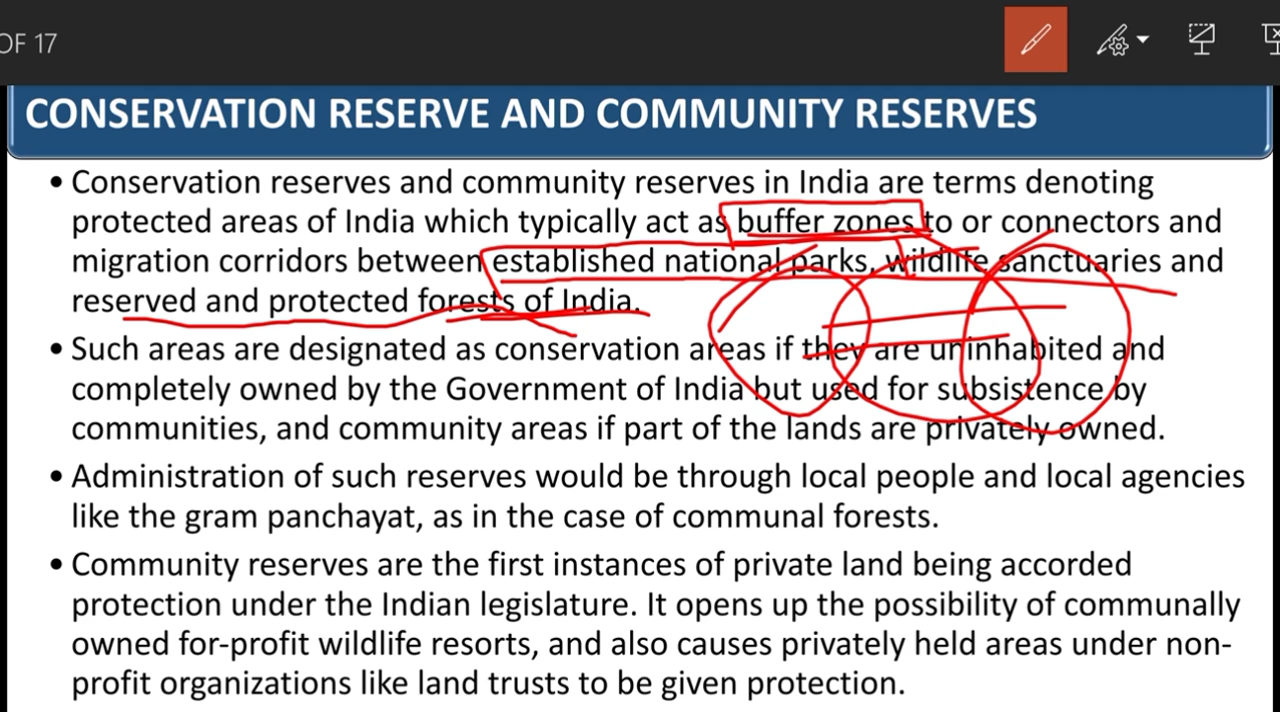 OF 17
CONSERVATION RESERVE AND COMMUNITY RESERVES
• Conservation reserves and community reserves in India are terms denoting
protected areas of India which typically act as buffer zones to or connectors and
migration corridors between established national parks, wildlife sanctuaries and
reserved and protected forests of India.
• Such areas are designated as conservation areas if they are uninhabited and
completely owned by the Government of India but used for subsistence by
communities, and community areas if part of the lands are privately owned.
• Administration of such reserves would be through local people and local agencies
like the gram panchayat, as in the case of communal forests.
• Community reserves are the first instances of private land being accorded
protection under the Indian legislature. It opens up the possibility of communally
owned for-profit wildlife resorts, and also causes privately held areas under non-
profit organizations like land trusts to be given protection.